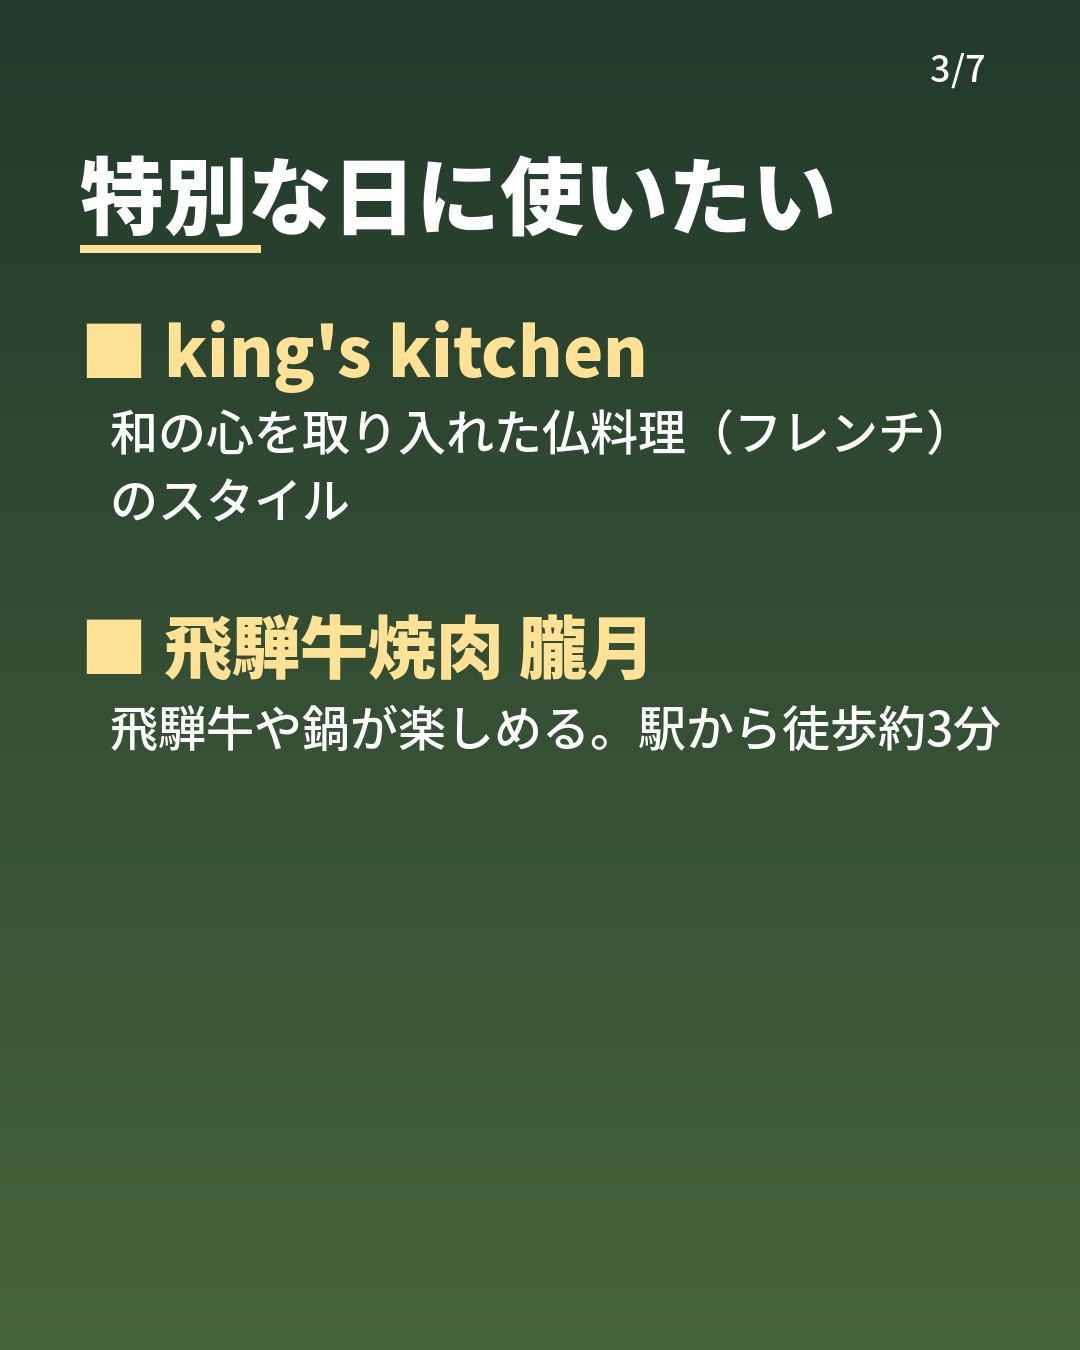 3/7
特別な日に使いたい
■ king's kitchen
和の心を取り入れた仏料理（フレンチ）
のスタイル
■ 飛騨牛焼肉 朧月
飛騨牛や鍋が楽しめる。駅から徒歩約3分